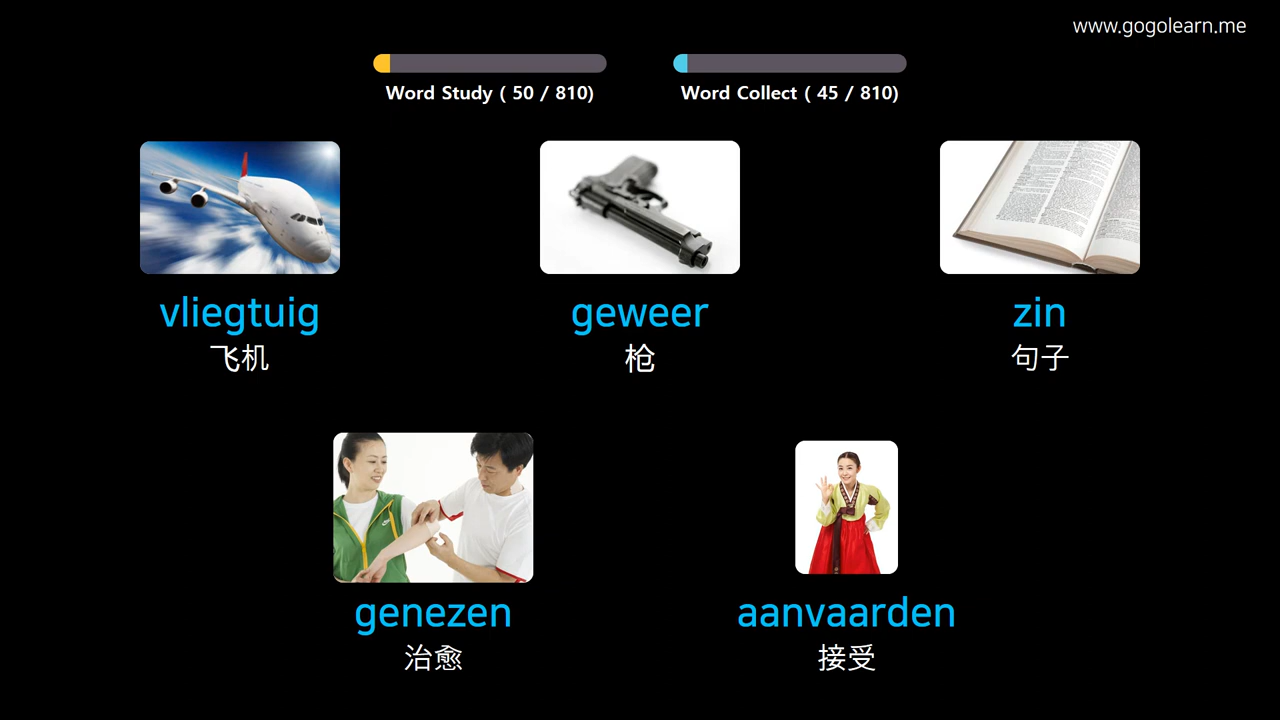 www.gogolearn.me
Word Study ( 50 / 810)
Word Collect ( 45 / 810)
vliegtuig
飞机
geweer
枪
zin
句子
genezen
治愈
aanvaarden
接受